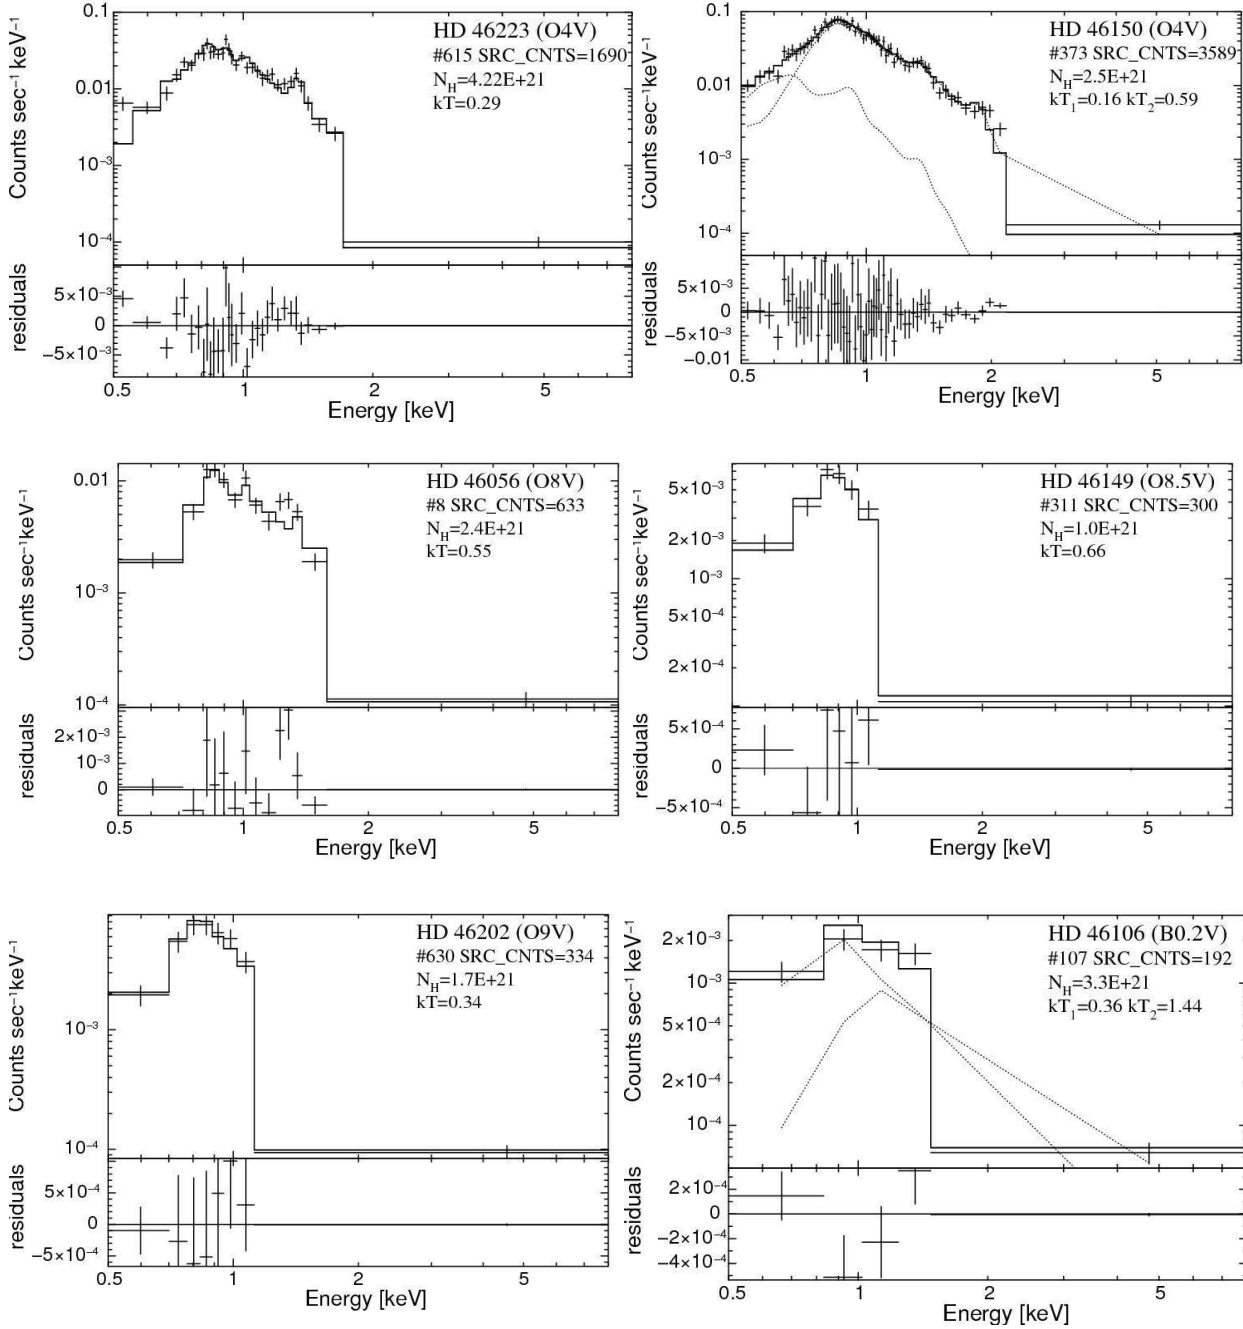 HD 46223 (O4V)
#615 SRC_CNTS=1690
N_H=4.22E+21
kT=0.29
Counts sec⁻¹ keV⁻¹
0.1
0.01
10⁻³
10⁻⁴
residuals
5×10⁻³
0
−5×10⁻³
0.5 1 2 5
Energy [keV]
HD 46150 (O4V)
#373 SRC_CNTS=3589
N_H=2.5E+21
kT₁=0.16 kT₂=0.59
Counts sec⁻¹ keV⁻¹
0.1
0.01
10⁻³
10⁻⁴
residuals
5×10⁻³
0
−5×10⁻³
−0.01
0.5 1 2 5
Energy [keV]
HD 46056 (O8V)
#8 SRC_CNTS=633
N_H=2.4E+21
kT=0.55
Counts sec⁻¹ keV⁻¹
0.01
10⁻³
10⁻⁴
residuals
2×10⁻³
10⁻³
0
0.5 1 2 5
Energy [keV]
HD 46149 (O8.5V)
#311 SRC_CNTS=300
N_H=1.0E+21
kT=0.66
Counts sec⁻¹ keV⁻¹
5×10⁻³
2×10⁻³
10⁻³
5×10⁻⁴
2×10⁻⁴
residuals
5×10⁻⁴
0
−5×10⁻⁴
0.5 1 2 5
Energy [keV]
HD 46202 (O9V)
#630 SRC_CNTS=334
N_H=1.7E+21
kT=0.34
Counts sec⁻¹ keV⁻¹
10⁻³
10⁻⁴
residuals
5×10⁻⁴
0
−5×10⁻⁴
0.5 1 2 5
Energy [keV]
HD 46106 (B0.2V)
#107 SRC_CNTS=192
N_H=3.3E+21
kT₁=0.36 kT₂=1.44
Counts sec⁻¹ keV⁻¹
2×10⁻³
10⁻³
5×10⁻⁴
2×10⁻⁴
10⁻⁴
residuals
2×10⁻⁴
0
−2×10⁻⁴
−4×10⁻⁴
0.5 1 2 5
Energy [keV]